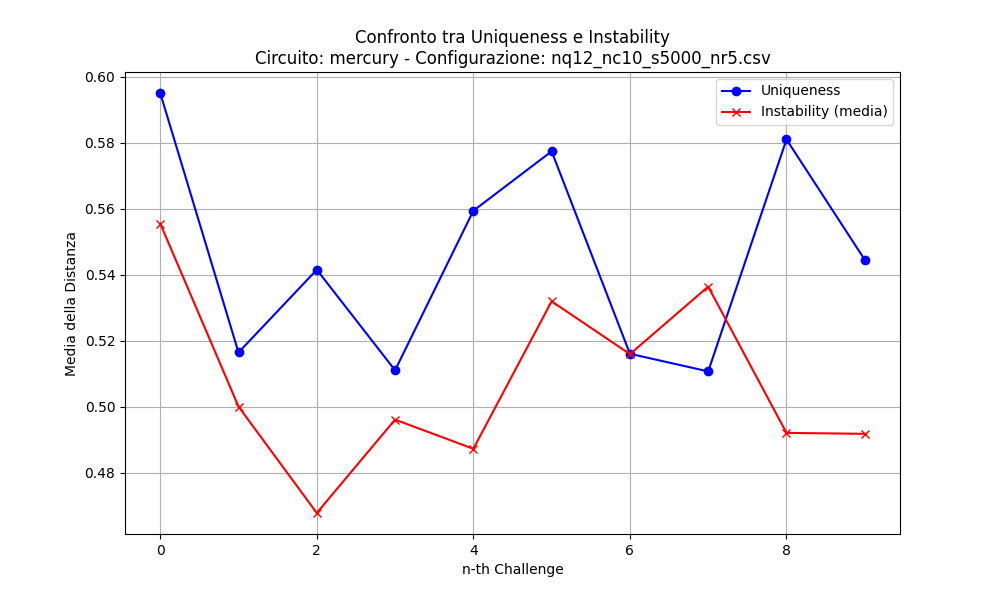 Confronto tra Uniqueness e Instability
Circuito: mercury - Configurazione: nq12_nc10_s5000_nr5.csv
Uniqueness
Instability (media)
Media della Distanza
0.60
0.58
0.56
0.54
0.52
0.50
0.48
0
2
4
6
8
n-th Challenge